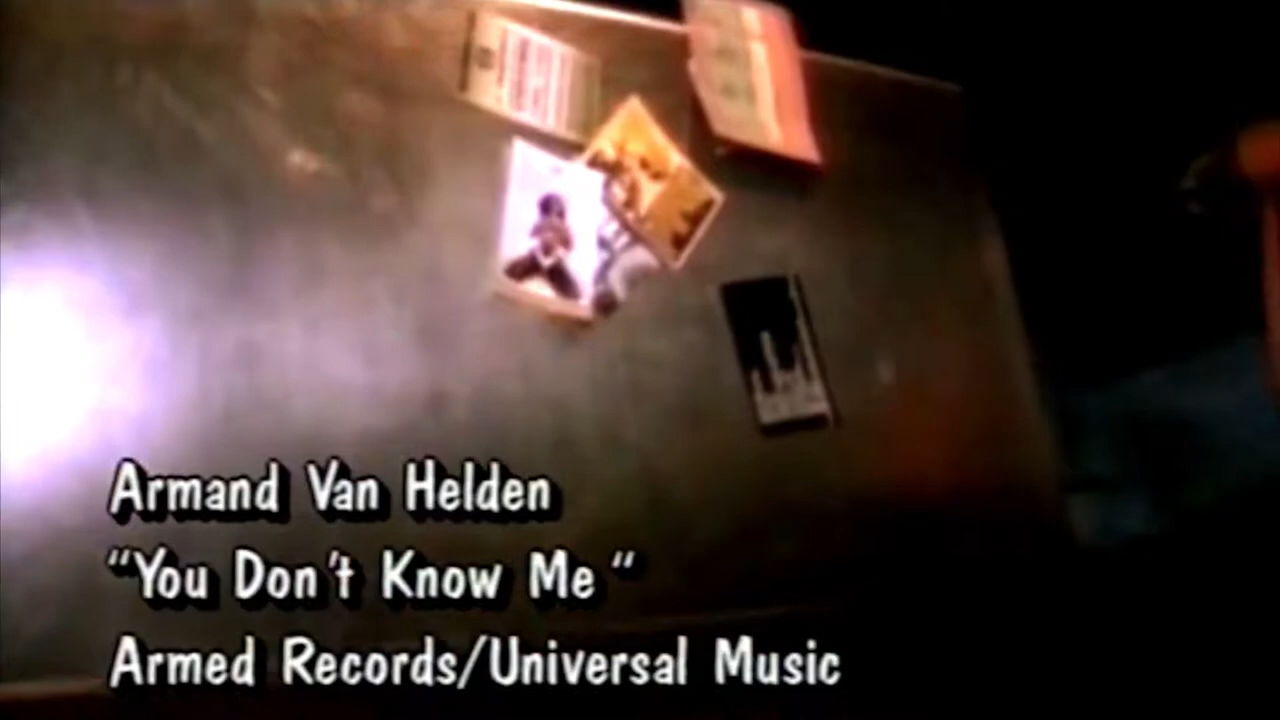 Armand Van Helden
“You Don't Know Me “
Armed Records/Universal Music